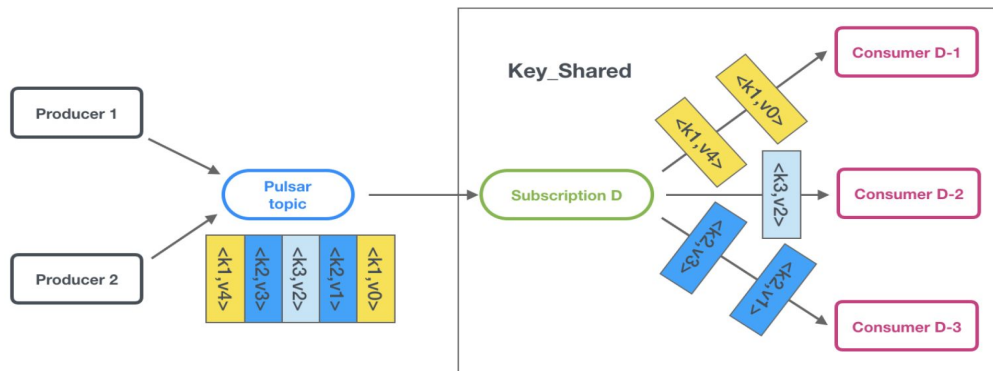 Producer 1
Producer 2
Pulsar
topic
<k1,v4>
<k2,v3>
<k3,v2>
<k2,v1>
<k1,v0>
Key_Shared
Subscription D
<k1,v4>
<k1,v0>
<k3,v2>
<k2,v3>
<k2,v1>
Consumer D-1
Consumer D-2
Consumer D-3